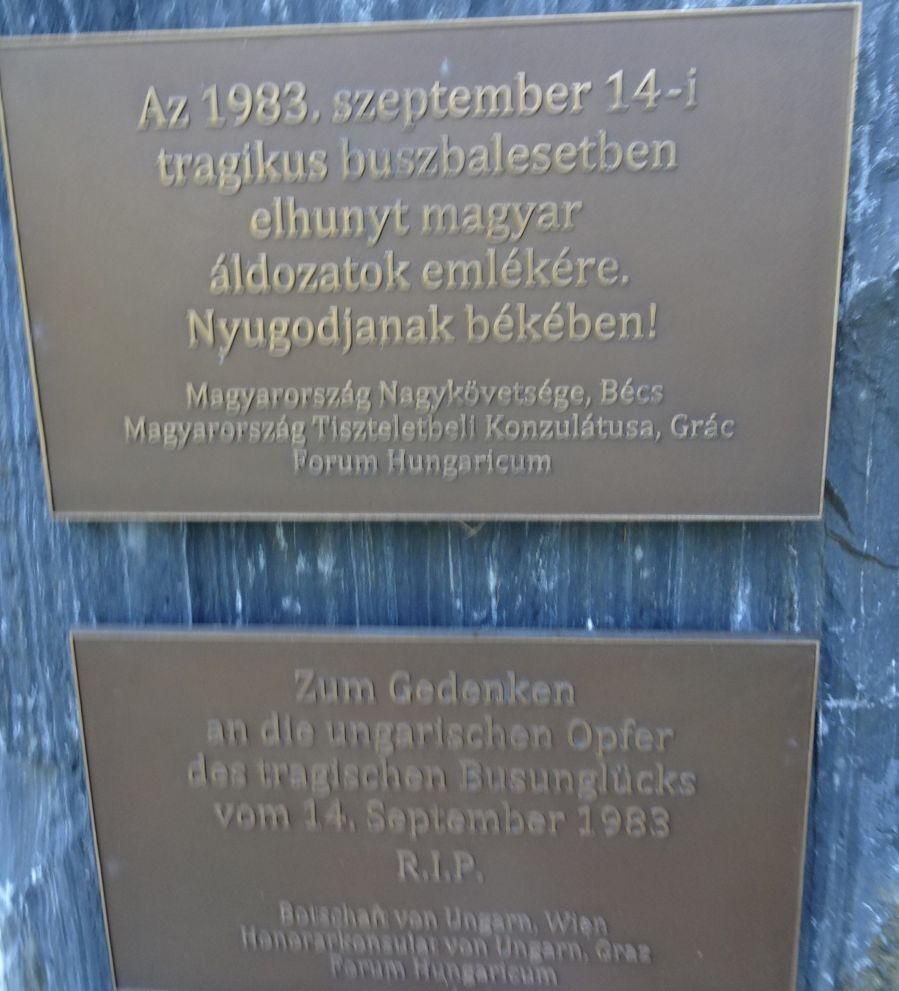 Az 1983. szeptember 14-i
tragikus buszbalesetben
elhunyt magyar
áldozatok emlékére.
Nyugodjanak békében!
Magyarország Nagykövetsége, Bécs
Magyarország Tiszteletbeli Konzulátusa, Grác
Forum Hungaricum
Zum Gedenken
an die ungarischen Opfer
des tragischen Busunglücks
vom 14. September 1983
R.I.P.
Botschaft von Ungarn, Wien
Honorarkonsulat von Ungarn, Graz
Forum Hungaricum